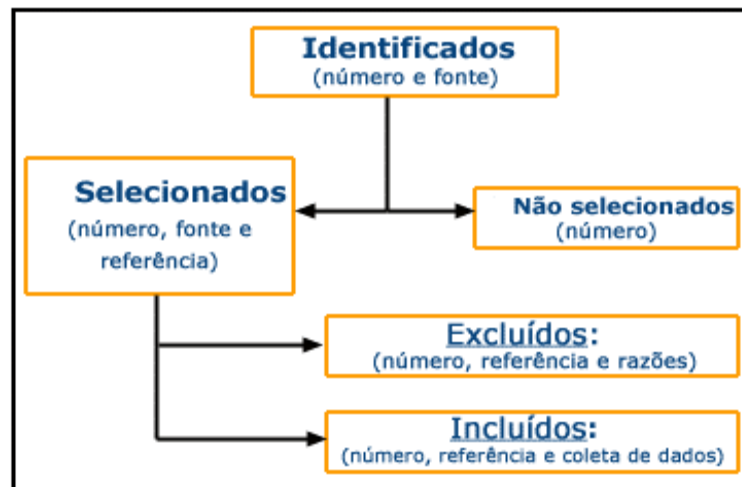 Identificados
(número e fonte)
Selecionados
(número, fonte e
referência)
Não selecionados
(número)
Excluídos:
(número, referência e razões)
Incluídos:
(número, referência e coleta de dados)